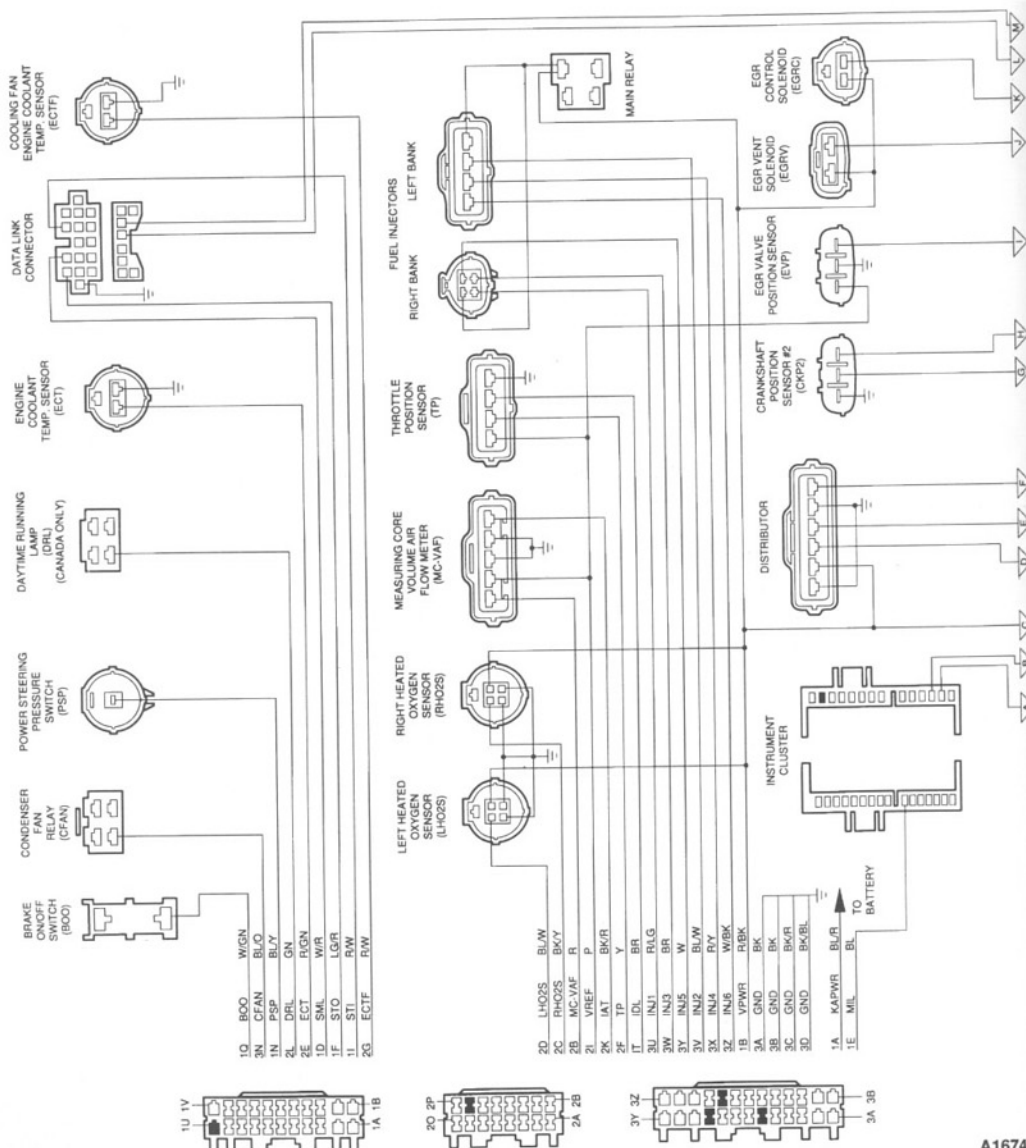 COOLING FAN
ENGINE COOLANT
TEMP. SENSOR
(ECTF)
DATA LINK
CONNECTOR
ENGINE
COOLANT
TEMP. SENSOR
(ECT)
DAYTIME RUNNING
LAMP
(DRL)
(CANADA ONLY)
POWER STEERING
PRESSURE
SWITCH
(PSP)
CONDENSER
FAN
RELAY
(CFAN)
BRAKE
ON/OFF
SWITCH
(BOO)
1Q BOO W/GN
3N CFAN BL/O
1N PSP BL/Y
2L DRL GN
2E ECT R/GN
1D SMIL W/R
1F STO LG/R
1I STI R/W
2G ECTF R/W
1U 1V
1A 1B
MAIN RELAY
FUEL INJECTORS
LEFT BANK
RIGHT BANK
THROTTLE
POSITION
SENSOR
(TP)
MEASURING CORE
VOLUME AIR
FLOW METER
(MC-VAF)
RIGHT HEATED
OXYGEN
SENSOR
(RHO2S)
LEFT HEATED
OXYGEN
SENSOR
(LHO2S)
2D LHO2S BL/W
2C RHO2S BK/Y
2B MC-VAF R
2I VREF P
2K IAT BK/R
2F TP Y
IT IDL BR
3U INJ1 R/LG
3W INJ3 BR
3Y INJ5 W
3V INJ2 BL/W
3X INJ4 R/Y
3Z INJ6 W/BK
1B VPWR R/BK
3A GND BK
3B GND BK
3C GND BK/R
3D GND BK/BL
1A KAPWR BL/R
1E MIL BL
TO
BATTERY
2O 2P
2A 2B
3Y 3Z
3A 3B
EGR
CONTROL
SOLENOID
(EGRC)
EGR VENT
SOLENOID
(EGRV)
EGR VALVE
POSITION SENSOR
(EVP)
CRANKSHAFT
POSITION
SENSOR #2
(CKP2)
DISTRIBUTOR
INSTRUMENT
CLUSTER
M
L
K
J
I
H
G
F
E
D
C
B
A
A1674